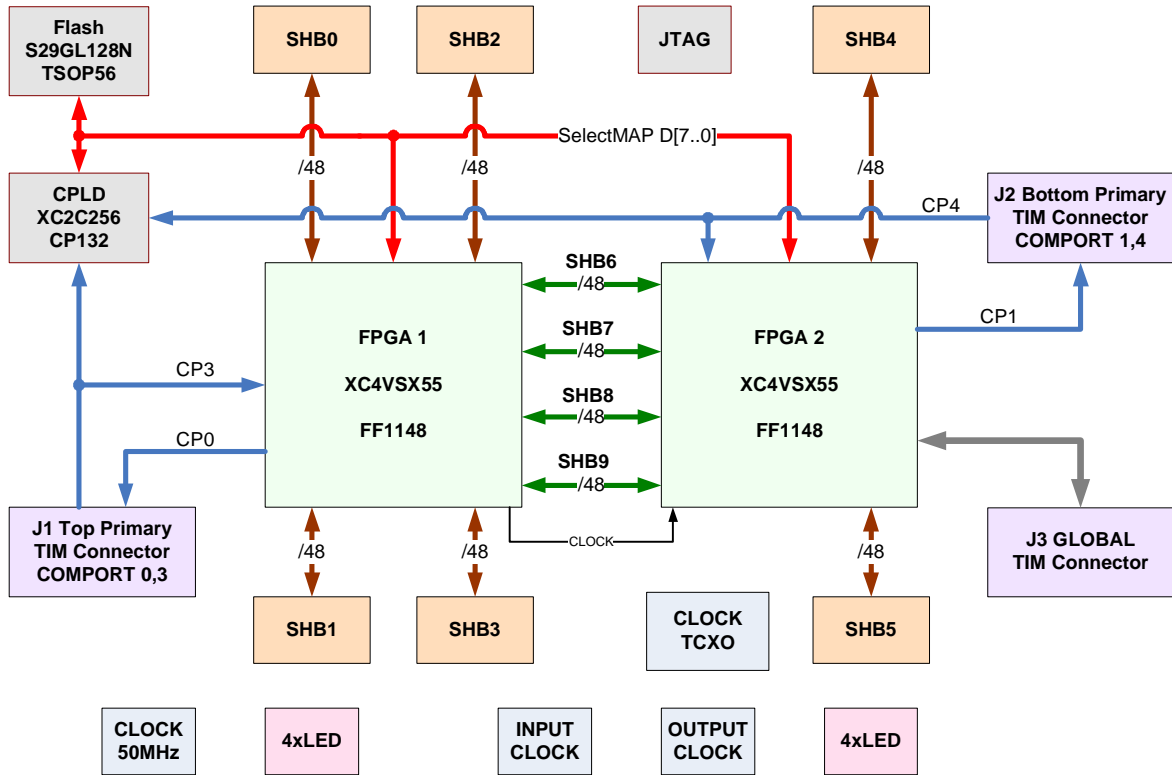 Flash
S29GL128N
TSOP56
SHB0
SHB2
JTAG
SHB4
SelectMAP D[7..0]
/48
/48
/48
CPLD
XC2C256
CP132
CP4
J2 Bottom Primary
TIM Connector
COMPORT 1,4
SHB6
/48
CP1
FPGA 1
XC4VSX55
FF1148
SHB7
/48
FPGA 2
XC4VSX55
FF1148
CP3
SHB8
/48
CP0
SHB9
/48
J1 Top Primary
TIM Connector
COMPORT 0,3
/48
/48
CLOCK
/48
J3 GLOBAL
TIM Connector
SHB1
SHB3
CLOCK
TCXO
SHB5
CLOCK
50MHz
4xLED
INPUT
CLOCK
OUTPUT
CLOCK
4xLED